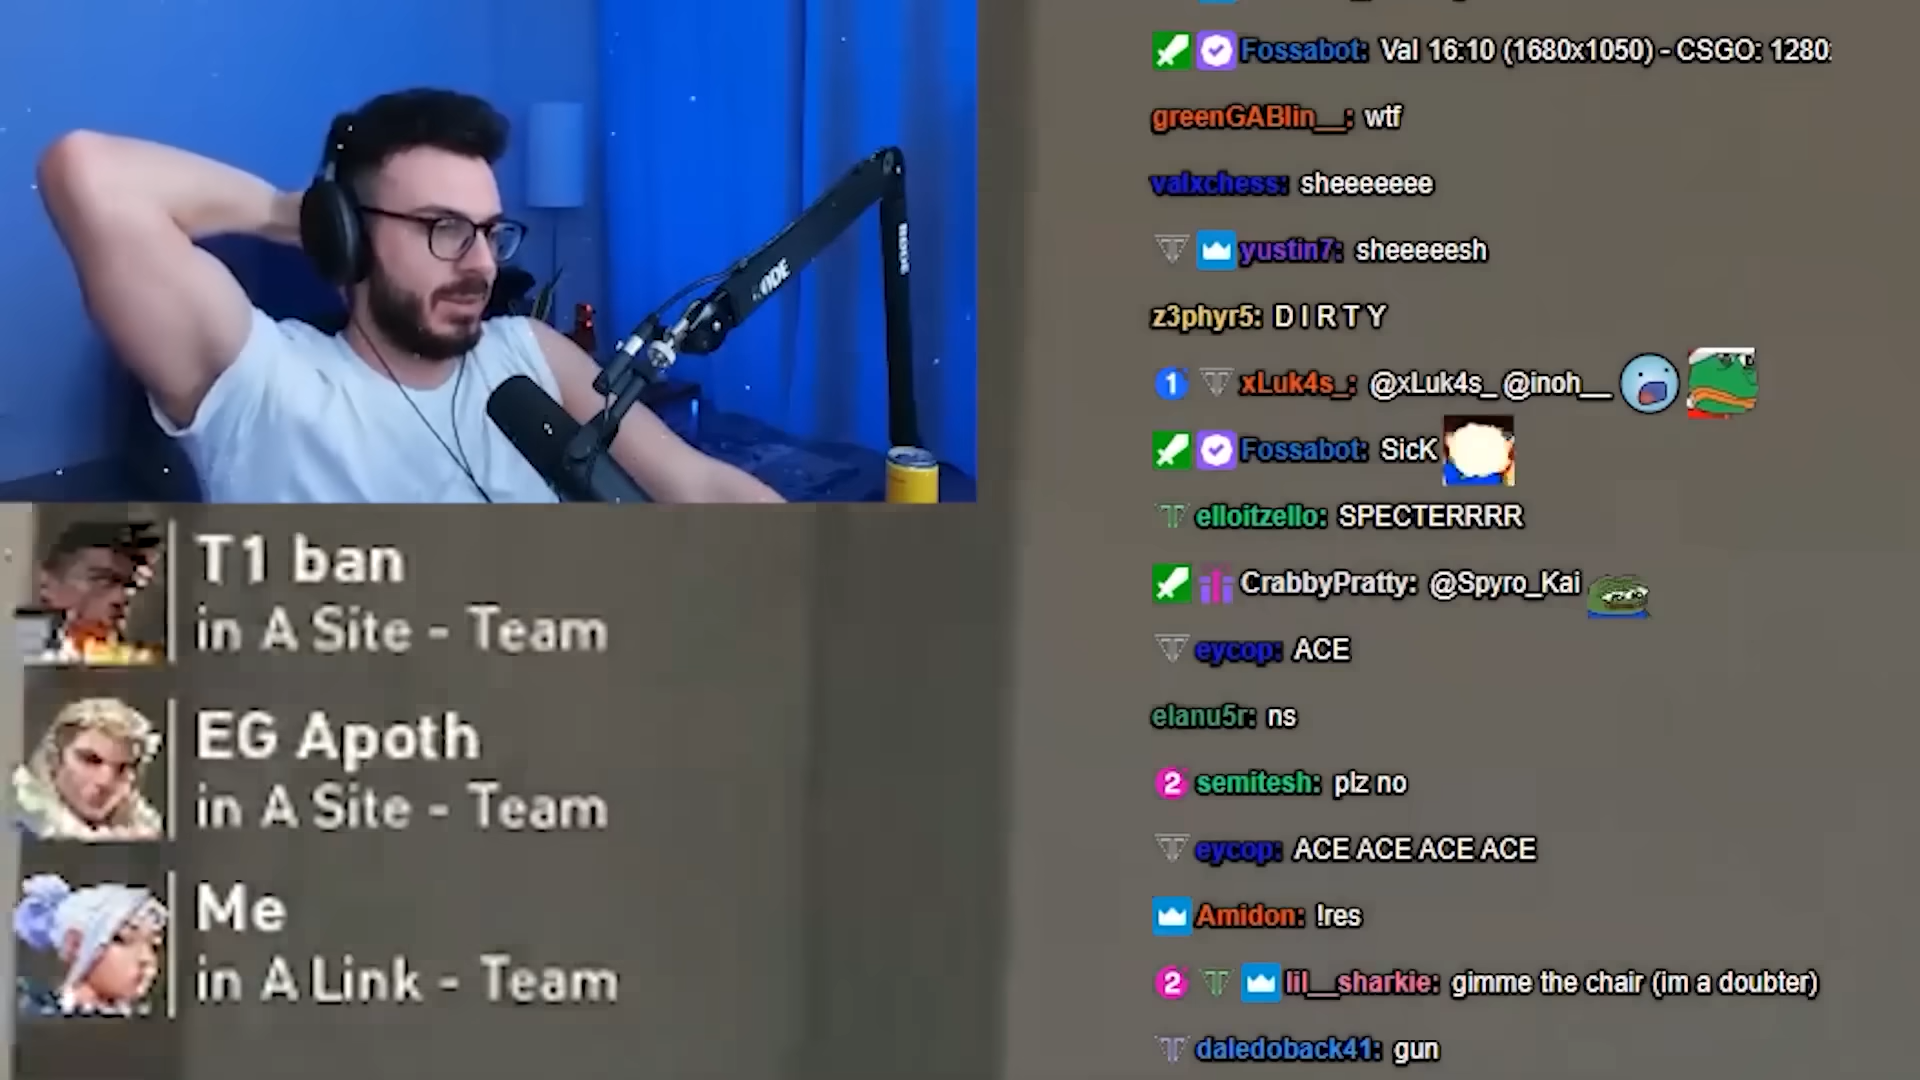 Fossabot: Val 16:10 (1680x1050) - CSGO: 1280
greenGABlin__: wtf
valxchess: sheeeeeee
yustin7: sheeeeesh
z3phyr5: D I R T Y
1 xLuk4s_: @xLuk4s_ @inoh__
Fossabot: SicK
elloitzello: SPECTERRRR
CrabbyPratty: @Spyro_Kai
eycop: ACE
elanu5r: ns
2 semitesh: plz no
eycop: ACE ACE ACE ACE
Amidon: !res
2 lil__sharkie: gimme the chair (im a doubter)
daledoback41: gun
RODE
RODE
T1 ban
in A Site - Team
EG Apoth
in A Site - Team
Me
in A Link - Team